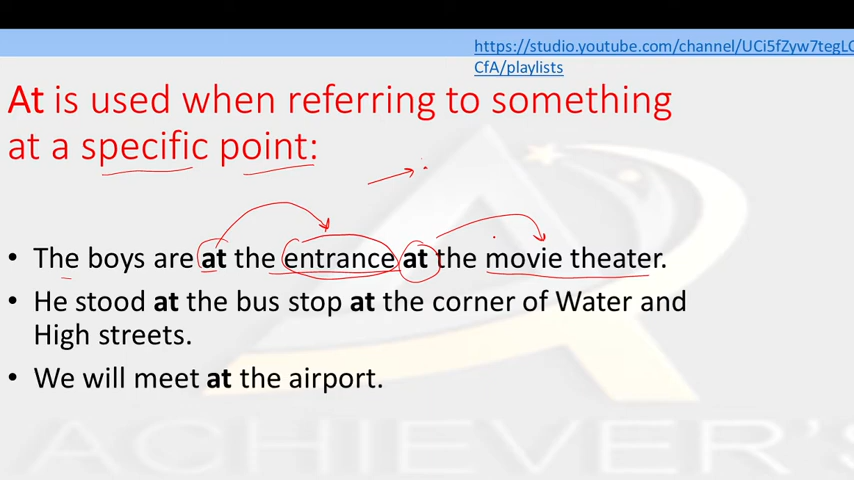 https://studio.youtube.com/channel/UCi5fZyw7tegLC
CfA/playlists
At is used when referring to something
at a specific point:
• The boys are at the entrance at the movie theater.
• He stood at the bus stop at the corner of Water and
High streets.
• We will meet at the airport.
ACHIEVER'S